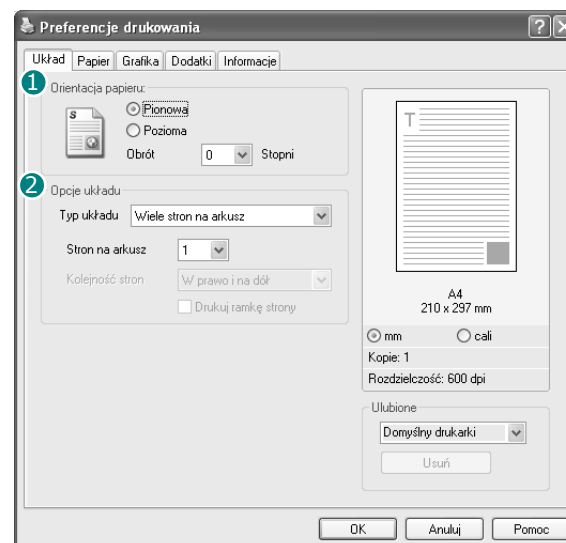 Preferencje drukowania
Układ Papier Grafika Dodatki Informacje
1
Orientacja papieru:
S
Pionowa
Pozioma
Obrót 0 Stopni
2
Opcje układu
Typ układu Wiele stron na arkusz
Stron na arkusz 1
Kolejność stron W prawo i na dół
Drukuj ramkę strony
T
A4
210 x 297 mm
mm cali
Kopie: 1
Rozdzielczość: 600 dpi
Ulubione
Domyślny drukarki
Usuń
OK Anuluj Pomoc